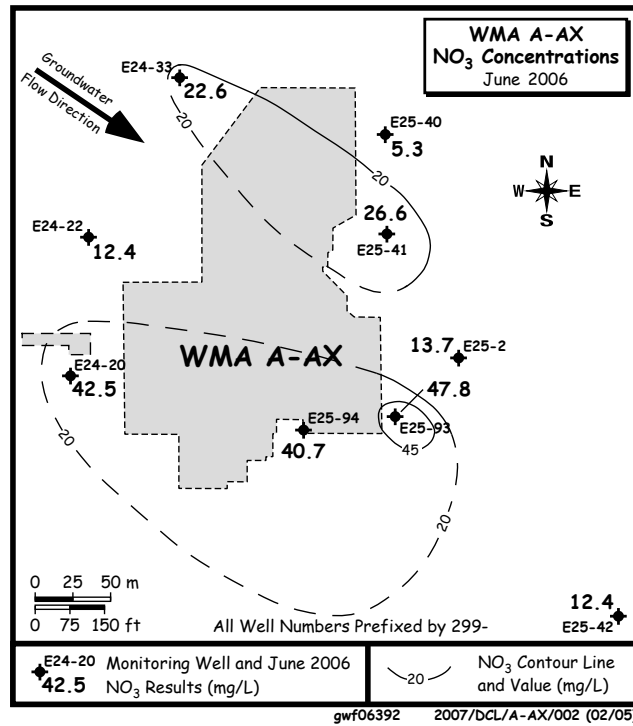 WMA A-AX
NO3 Concentrations
June 2006
Groundwater
Flow Direction
E24-33
22.6
20
E25-40
5.3
20
N
W E
S
26.6
E25-41
E24-22
12.4
WMA A-AX
13.7 E25-2
E24-20
42.5
47.8
E25-94
40.7
E25-93
45
20
20
0 25 50 m
0 75 150 ft
All Well Numbers Prefixed by 299-
12.4
E25-42
E24-20 Monitoring Well and June 2006
42.5 NO3 Results (mg/L)
20 NO3 Contour Line
and Value (mg/L)
gwf06392 2007/DCL/A-AX/002 (02/05)